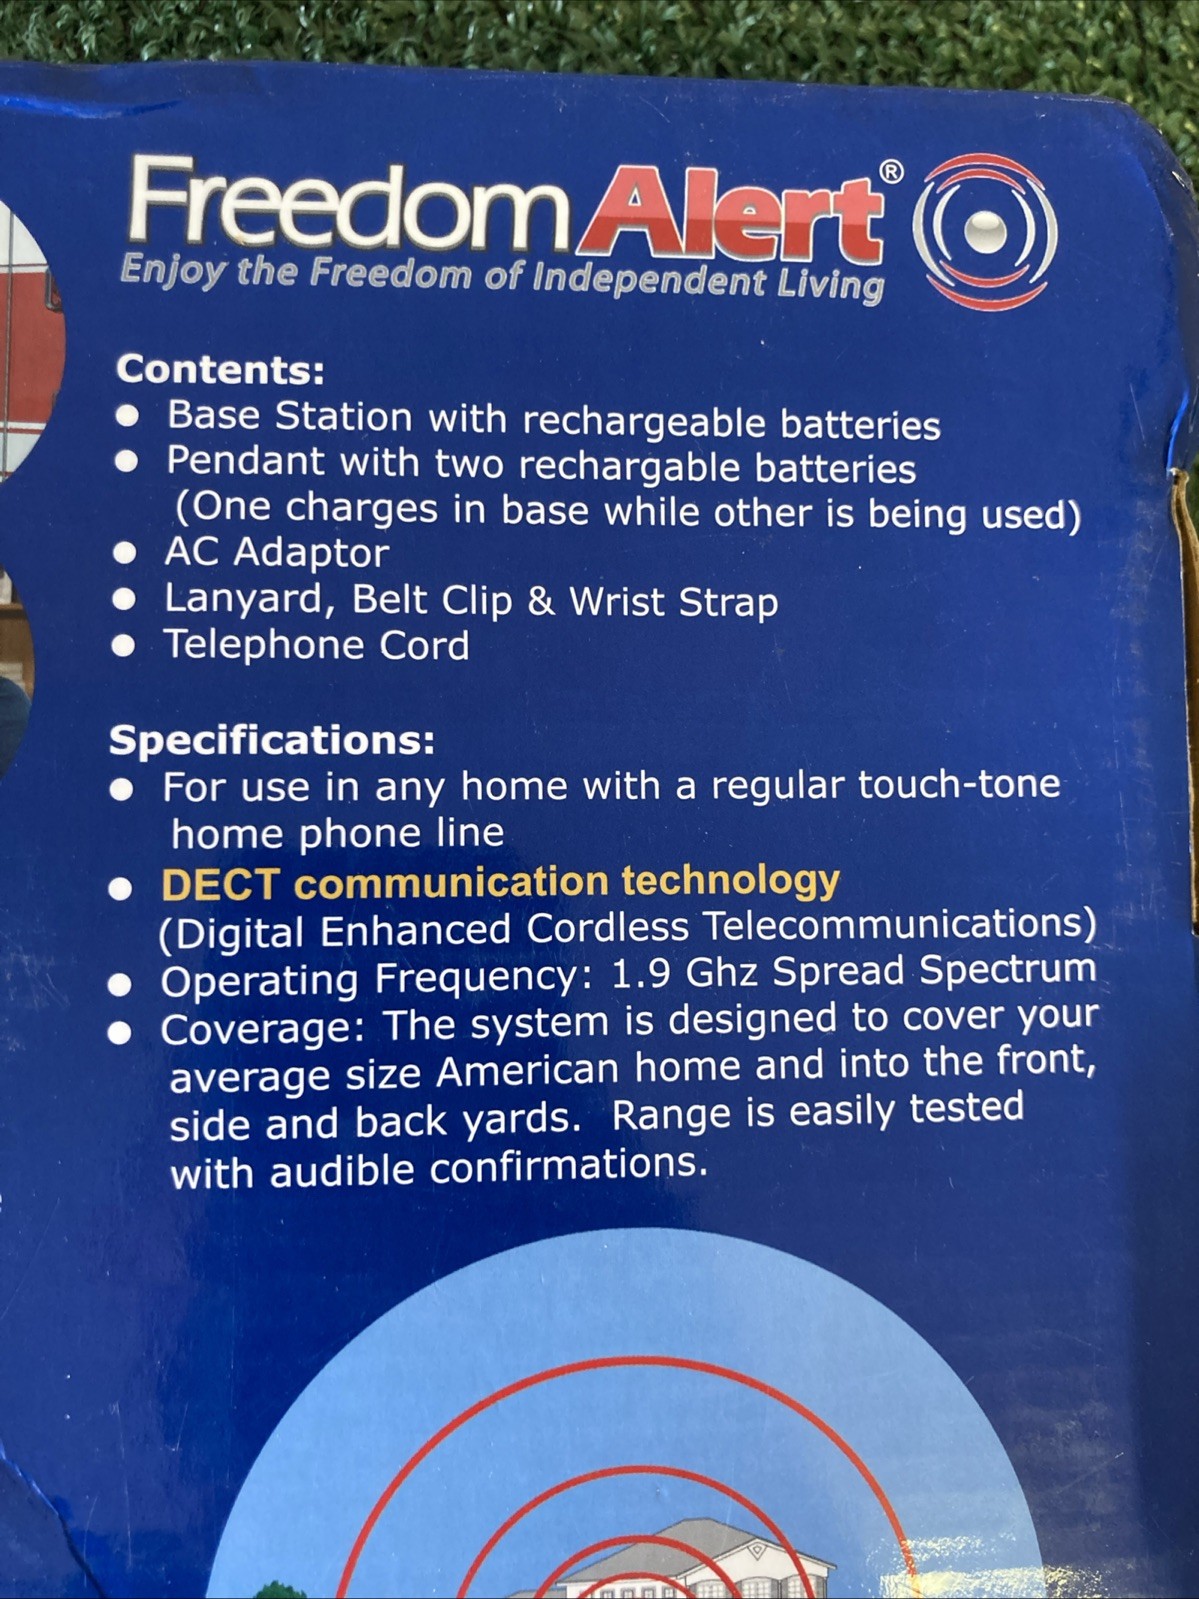 Freedom Alert®
Enjoy the Freedom of Independent Living
Contents:
● Base Station with rechargeable batteries
● Pendant with two rechargable batteries
(One charges in base while other is being used)
● AC Adaptor
● Lanyard, Belt Clip & Wrist Strap
● Telephone Cord
Specifications:
● For use in any home with a regular touch-tone
home phone line
● DECT communication technology
(Digital Enhanced Cordless Telecommunications)
● Operating Frequency: 1.9 Ghz Spread Spectrum
● Coverage: The system is designed to cover your
average size American home and into the front,
side and back yards. Range is easily tested
with audible confirmations.